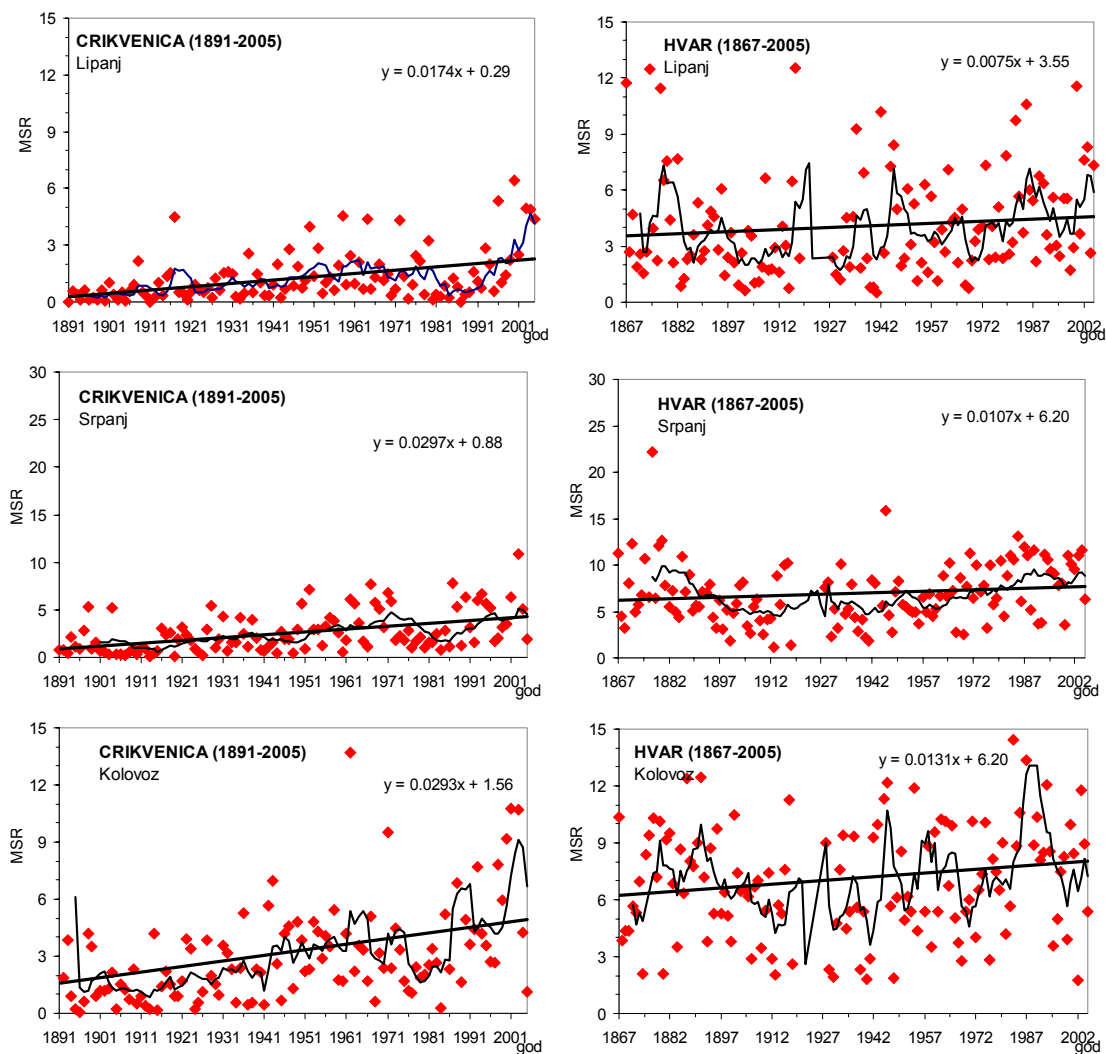 15
12
9
6
3
0
MSR
CRIKVENICA (1891-2005)
Lipanj
y = 0.0174x + 0.29
1891 1901 1911 1921 1931 1941 1951 1961 1971 1981 1991 2001
god
15
12
9
6
3
0
MSR
HVAR (1867-2005)
Lipanj
y = 0.0075x + 3.55
1867 1882 1897 1912 1927 1942 1957 1972 1987 2002
god
30
25
20
15
10
5
0
MSR
CRIKVENICA (1891-2005)
Srpanj
y = 0.0297x + 0.88
1891 1901 1911 1921 1931 1941 1951 1961 1971 1981 1991 2001
god
30
25
20
15
10
5
0
MSR
HVAR (1867-2005)
Srpanj
y = 0.0107x + 6.20
1867 1882 1897 1912 1927 1942 1957 1972 1987 2002
god
15
12
9
6
3
0
MSR
CRIKVENICA (1891-2005)
Kolovoz
y = 0.0293x + 1.56
1891 1901 1911 1921 1931 1941 1951 1961 1971 1981 1991 2001
god
15
12
9
6
3
0
MSR
HVAR (1867-2005)
Kolovoz
y = 0.0131x + 6.20
1867 1882 1897 1912 1927 1942 1957 1972 1987 2002
god